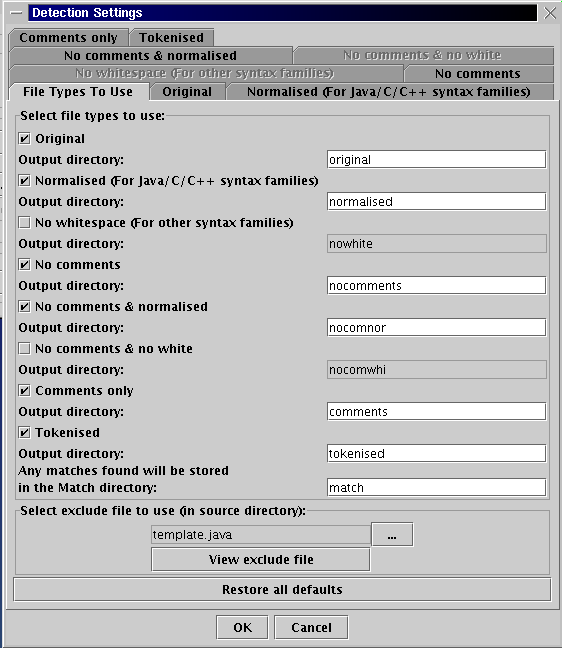 Detection Settings
Comments only Tokenised
No comments & normalised No comments & no white
No whitespace (For other syntax families) No comments
File Types To Use Original Normalised (For Java/C/C++ syntax families)
Select file types to use:
Original
Output directory: original
Normalised (For Java/C/C++ syntax families)
Output directory: normalised
No whitespace (For other syntax families)
Output directory: nowhite
No comments
Output directory: nocomments
No comments & normalised
Output directory: nocomnor
No comments & no white
Output directory: nocomwhi
Comments only
Output directory: comments
Tokenised
Output directory: tokenised
Any matches found will be stored
in the Match directory: match
Select exclude file to use (in source directory):
template.java ...
View exclude file
Restore all defaults
OK Cancel